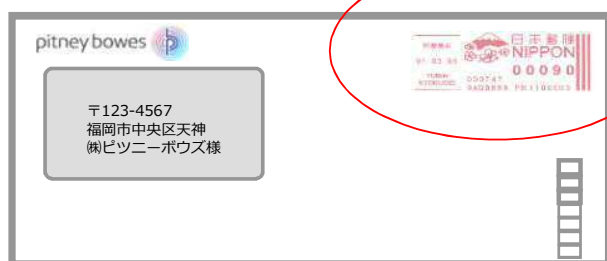 pitney bowes
日本郵便
NIPPON
00090
〒123-4567
福岡市中央区天神
㈱ピツニーボウズ様